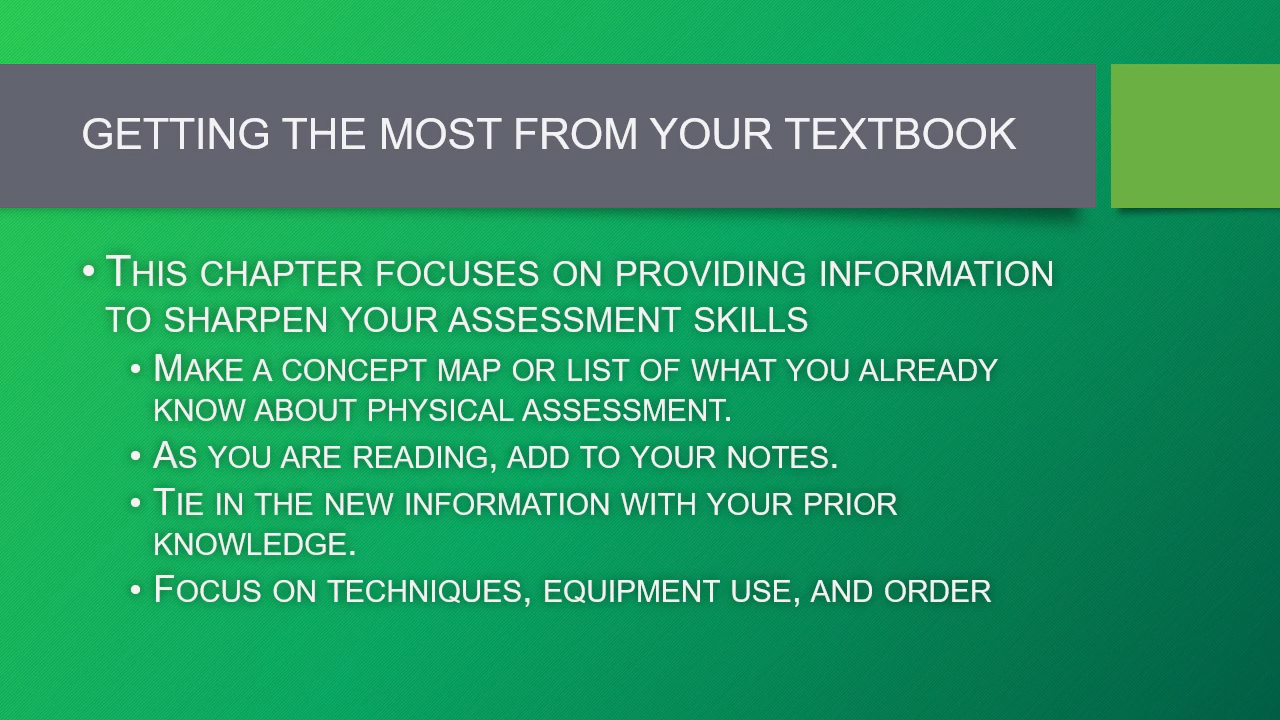 GETTING THE MOST FROM YOUR TEXTBOOK
• THIS CHAPTER FOCUSES ON PROVIDING INFORMATION
TO SHARPEN YOUR ASSESSMENT SKILLS
• MAKE A CONCEPT MAP OR LIST OF WHAT YOU ALREADY
KNOW ABOUT PHYSICAL ASSESSMENT.
• AS YOU ARE READING, ADD TO YOUR NOTES.
• TIE IN THE NEW INFORMATION WITH YOUR PRIOR
KNOWLEDGE.
• FOCUS ON TECHNIQUES, EQUIPMENT USE, AND ORDER